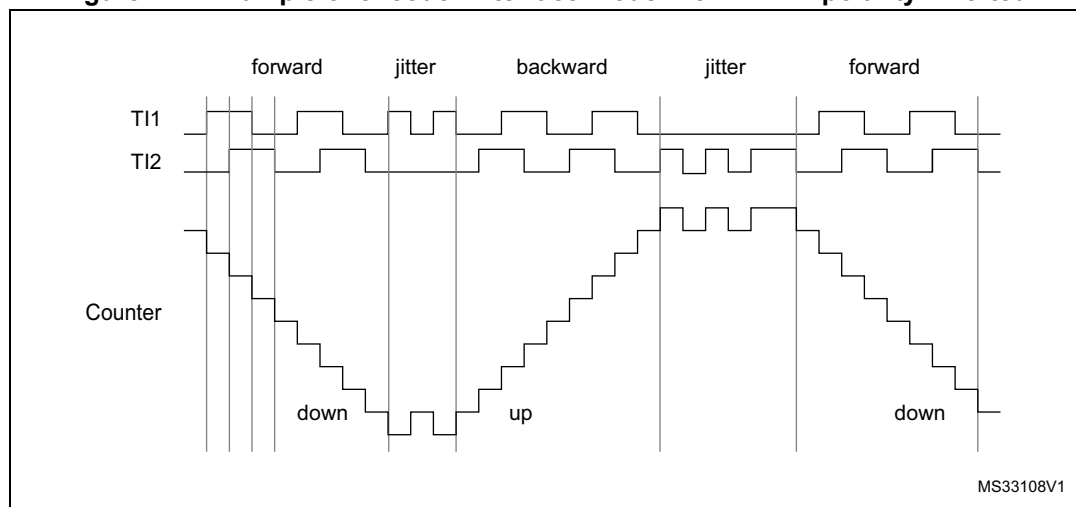 forward jitter backward jitter forward
TI1
TI2
Counter
down up down
MS33108V1